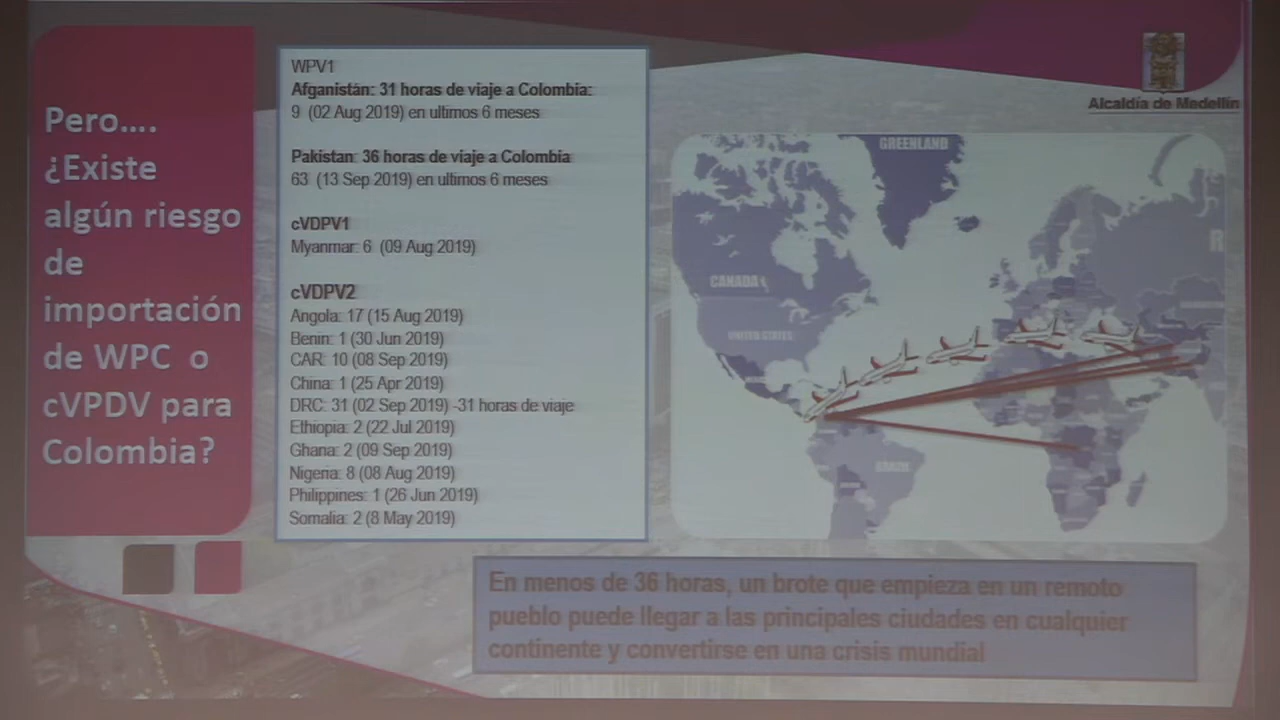 Pero....
¿Existe
algún riesgo
de
importación
de WPC o
cVPDV para
Colombia?
WPV1
Afganistán: 31 horas de viaje a Colombia:
9 (02 Aug 2019) en ultimos 6 meses
Pakistan: 36 horas de viaje a Colombia
63 (13 Sep 2019) en ultimos 6 meses
cVDPV1
Myanmar: 6 (09 Aug 2019)
cVDPV2
Angola: 17 (15 Aug 2019)
Benin: 1 (30 Jun 2019)
CAR: 10 (08 Sep 2019)
China: 1 (25 Apr 2019)
DRC: 31 (02 Sep 2019) -31 horas de viaje
Ethiopia: 2 (22 Jul 2019)
Ghana: 2 (09 Sep 2019)
Nigeria: 8 (08 Aug 2019)
Philippines: 1 (26 Jun 2019)
Somalia: 2 (8 May 2019)
Alcaldía de Medellín
GREENLAND
CANADA
UNITED STATES
BRAZIL
R
En menos de 36 horas, un brote que empieza en un remoto
pueblo puede llegar a las principales ciudades en cualquier
continente y convertirse en una crisis mundial